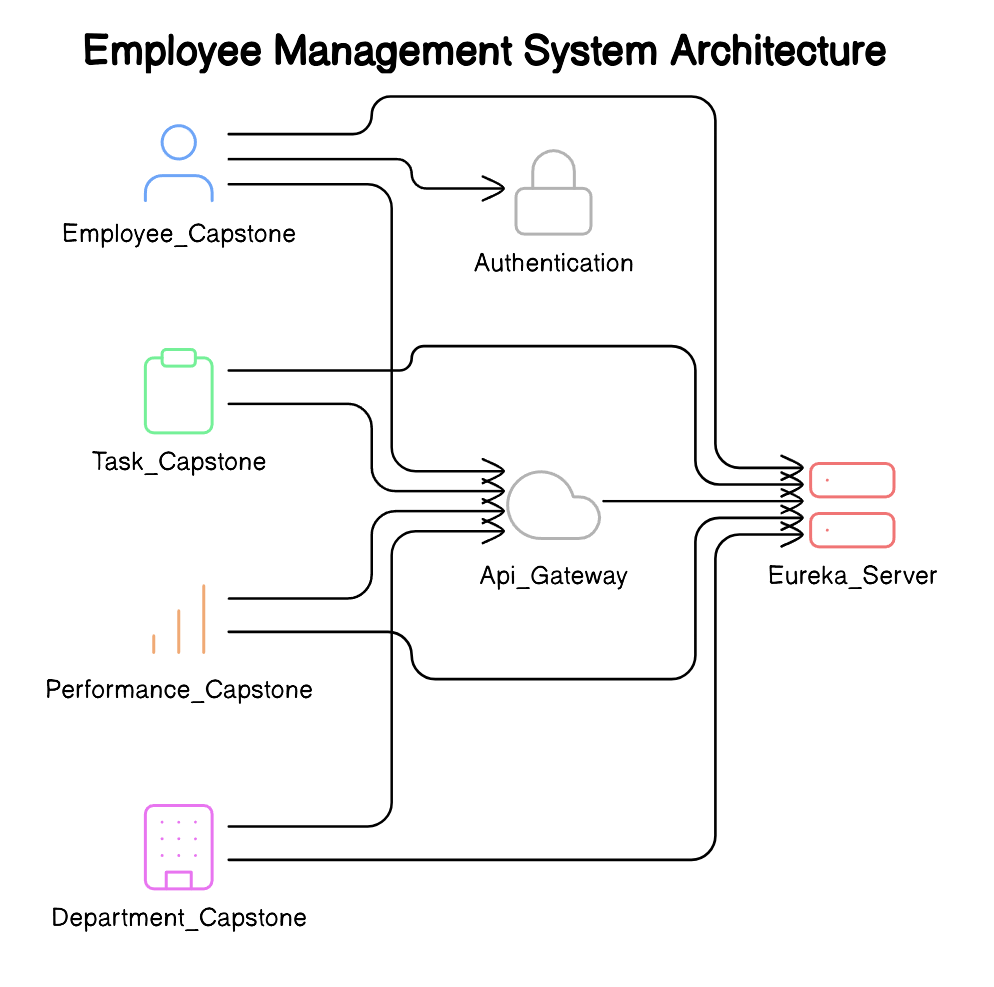 Employee Management System Architecture
Employee_Capstone
Authentication
Task_Capstone
Api_Gateway
Eureka_Server
Performance_Capstone
Department_Capstone